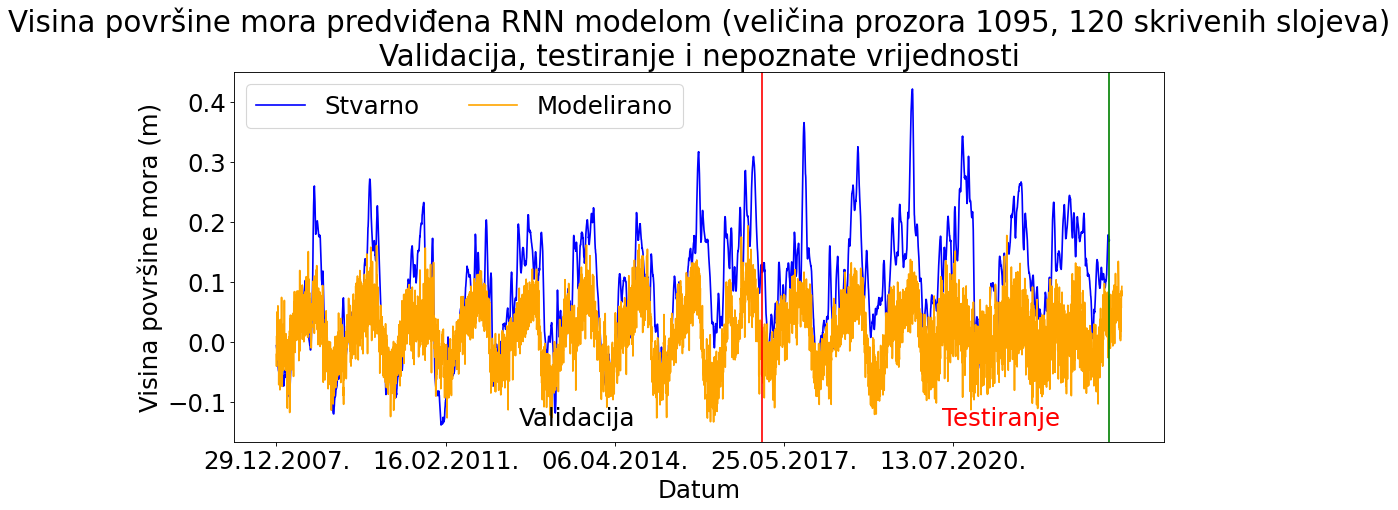 Visina površine mora predviđena RNN modelom (veličina prozora 1095, 120 skrivenih slojeva)
Validacija, testiranje i nepoznate vrijednosti
Stvarno
Modelirano
Visina površine mora (m)
0.4
0.3
0.2
0.1
0.0
−0.1
Validacija
Testiranje
29.12.2007.
16.02.2011.
06.04.2014.
25.05.2017.
13.07.2020.
Datum